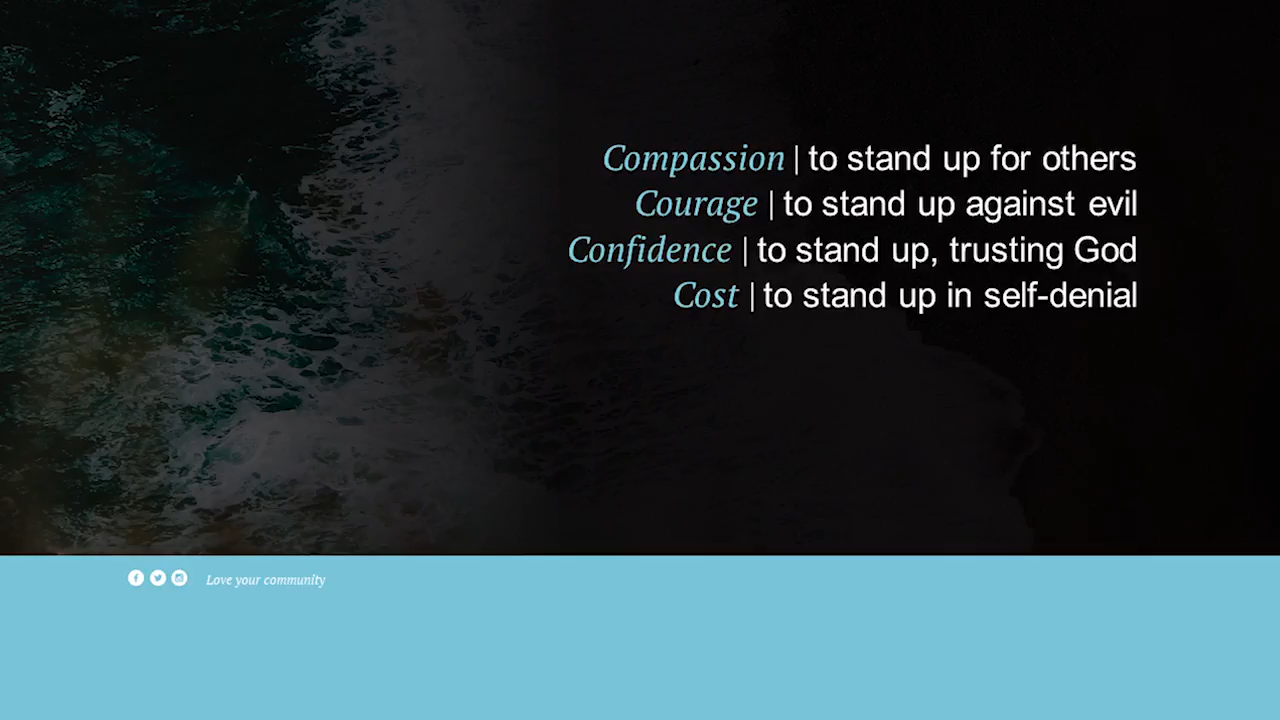 Compassion | to stand up for others
Courage | to stand up against evil
Confidence | to stand up, trusting God
Cost | to stand up in self-denial
Love your community